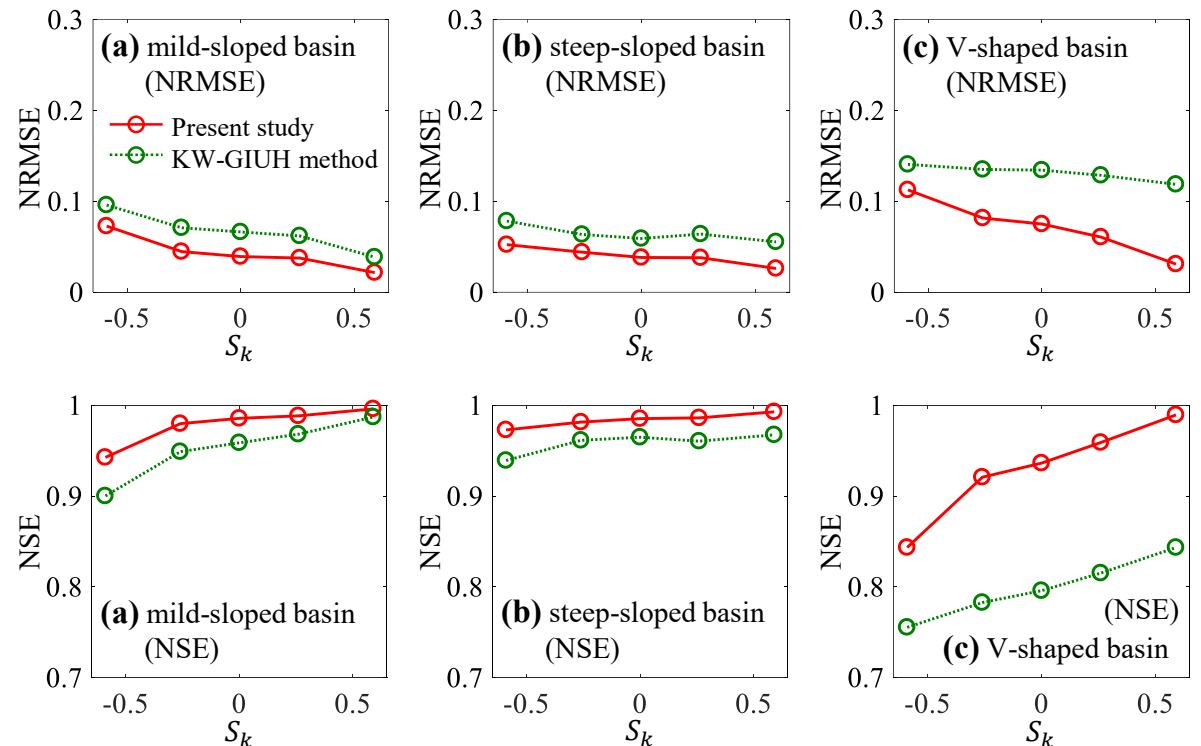 (a) mild-sloped basin
(NRMSE)
Present study
KW-GIUH method
NRMSE
0.3
0.2
0.1
0
-0.5
0
0.5
S_k
(b) steep-sloped basin
(NRMSE)
NRMSE
0.3
0.2
0.1
0
-0.5
0
0.5
S_k
(c) V-shaped basin
(NRMSE)
NRMSE
0.3
0.2
0.1
0
-0.5
0
0.5
S_k
NSE
1
0.9
0.8
0.7
(a) mild-sloped basin
(NSE)
-0.5
0
0.5
S_k
NSE
1
0.9
0.8
0.7
(b) steep-sloped basin
(NSE)
-0.5
0
0.5
S_k
NSE
1
0.9
0.8
0.7
(NSE)
(c) V-shaped basin
-0.5
0
0.5
S_k